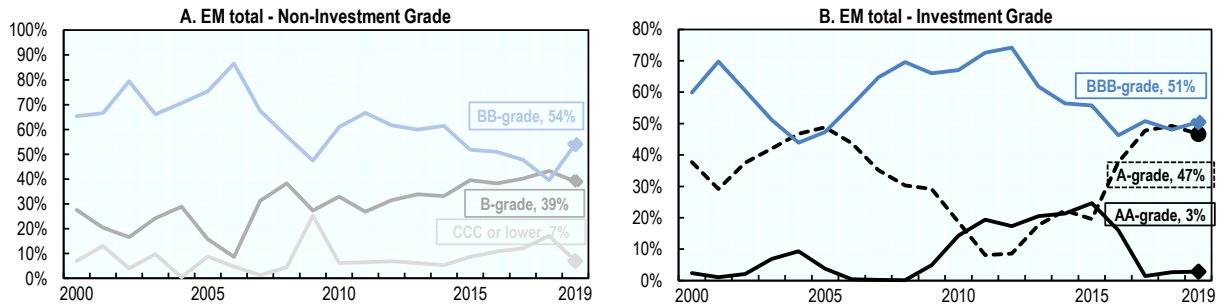 A. EM total - Non-Investment Grade
100%
90%
80%
70%
60%
50%
40%
30%
20%
10%
0%
BB-grade, 54%
B-grade, 39%
CCC or lower, 7%
2000 2005 2010 2015 2019
B. EM total - Investment Grade
80%
70%
60%
50%
40%
30%
20%
10%
0%
BBB-grade, 51%
A-grade, 47%
AA-grade, 3%
2000 2005 2010 2015 2019